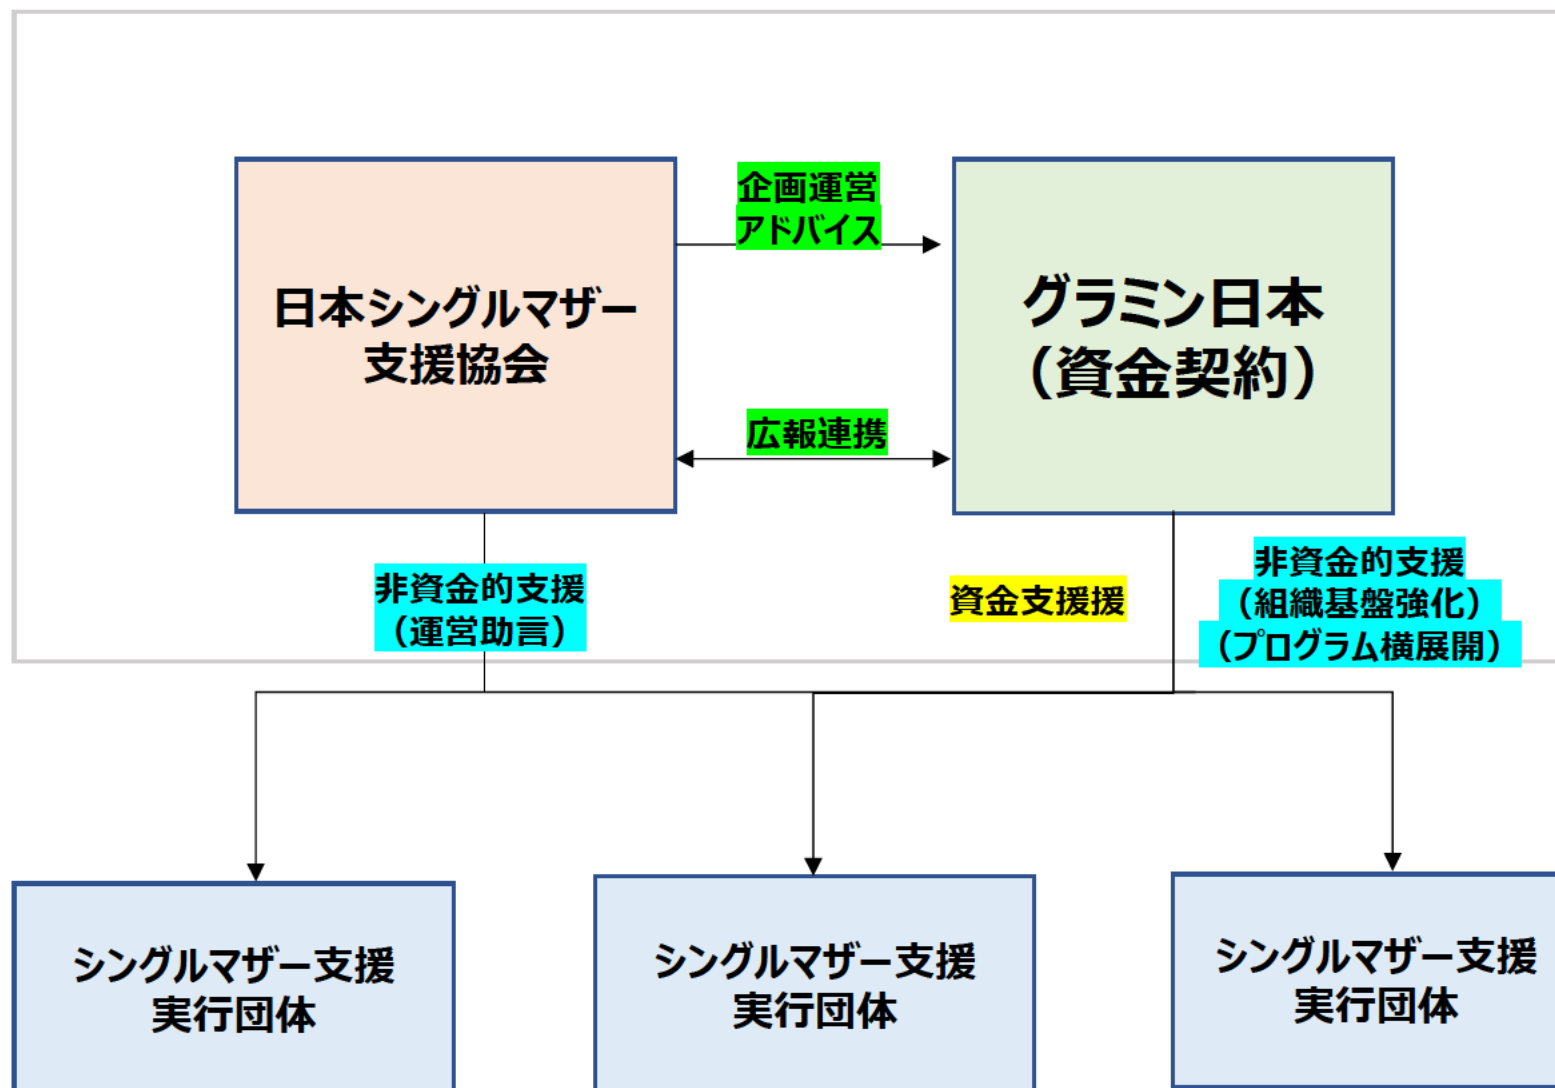 企画運営
アドバイス
日本シングルマザー
支援協会
グラミン日本
（資金契約）
広報連携
非資金的支援
（運営助言）
資金支援援
非資金的支援
（組織基盤強化）
（プログラム横展開）
シングルマザー支援
実行団体
シングルマザー支援
実行団体
シングルマザー支援
実行団体